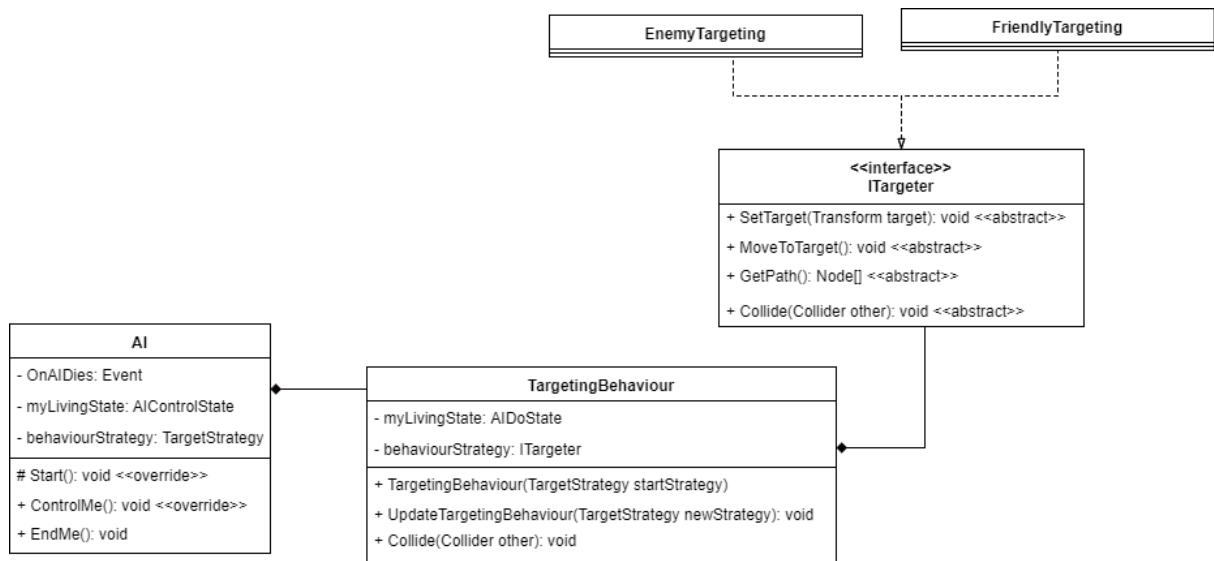 EnemyTargeting
FriendlyTargeting
<<interface>>
ITargeter
+ SetTarget(Transform target): void <<abstract>>
+ MoveToTarget(): void <<abstract>>
+ GetPath(): Node[] <<abstract>>
+ Collide(Collider other): void <<abstract>>
AI
- OnAIDies: Event
- myLivingState: AIControlState
- behaviourStrategy: TargetStrategy
# Start(): void <<override>>
+ ControlMe(): void <<override>>
+ EndMe(): void
TargetingBehaviour
- myLivingState: AIDoState
- behaviourStrategy: ITargeter
+ TargetingBehaviour(TargetStrategy startStrategy)
+ UpdateTargetingBehaviour(TargetStrategy newStrategy): void
+ Collide(Collider other): void